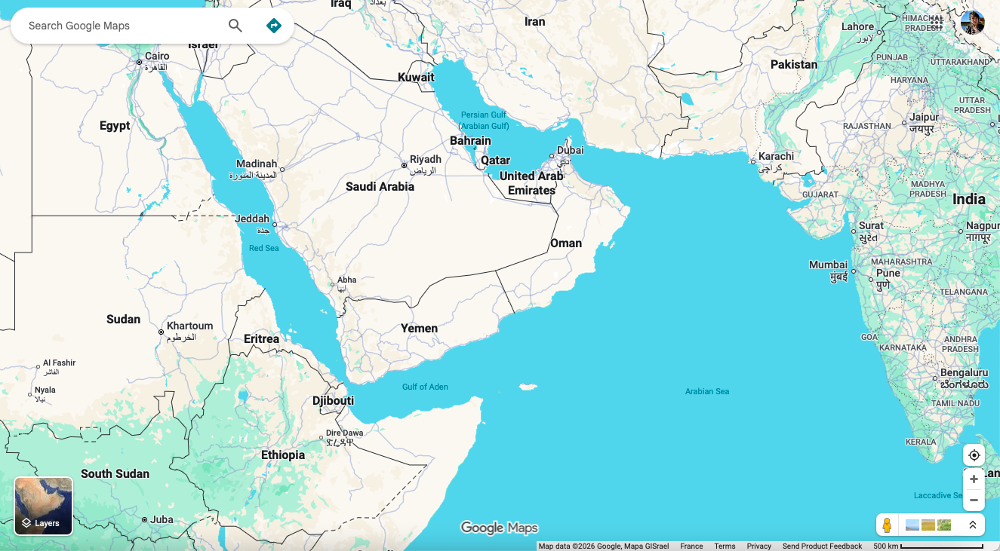 Search Google Maps
Iraq
بغداد
Iran
HIMACHAL
PRADESH
Lahore
لاہور
Israel
Cairo
القاهرة
Kuwait
Pakistan
PUNJAB
UTTARAKHAND
HARYANA
UTTAR
PRADESH
Egypt
Persian Gulf
(Arabian Gulf)
Jaipur
जयपुर
RAJASTHAN
Bahrain
Qatar
Dubai
دبي
Madinah
المدينة المنورة
Riyadh
الرياض
Karachi
کراچی
Saudi Arabia
United Arab
Emirates
MADHYA
PRADESH
GUJARAT
India
Jeddah
جدة
Surat
સુરત
Nagpur
नागपूर
Red Sea
Oman
Mumbai
मुंबई
MAHARASHTRA
Pune
पुणे
Abha
أبها
TELANGANA
Sudan
Khartoum
الخرطوم
Yemen
Eritrea
GOA
KARNATAKA
ANDHRA
PRADESH
Al Fashir
الفاشر
Bengaluru
ಬೆಂಗಳೂರು
Nyala
نيالا
Gulf of Aden
Arabian Sea
Djibouti
TAMIL NADU
Dire Dawa
ድሬዳዋ
KERALA
Ethiopia
South Sudan
Laccadive Se
Juba
Layers
Google Maps
Map data ©2026 Google, Mapa GISrael France Terms Privacy Send Product Feedback 500 km